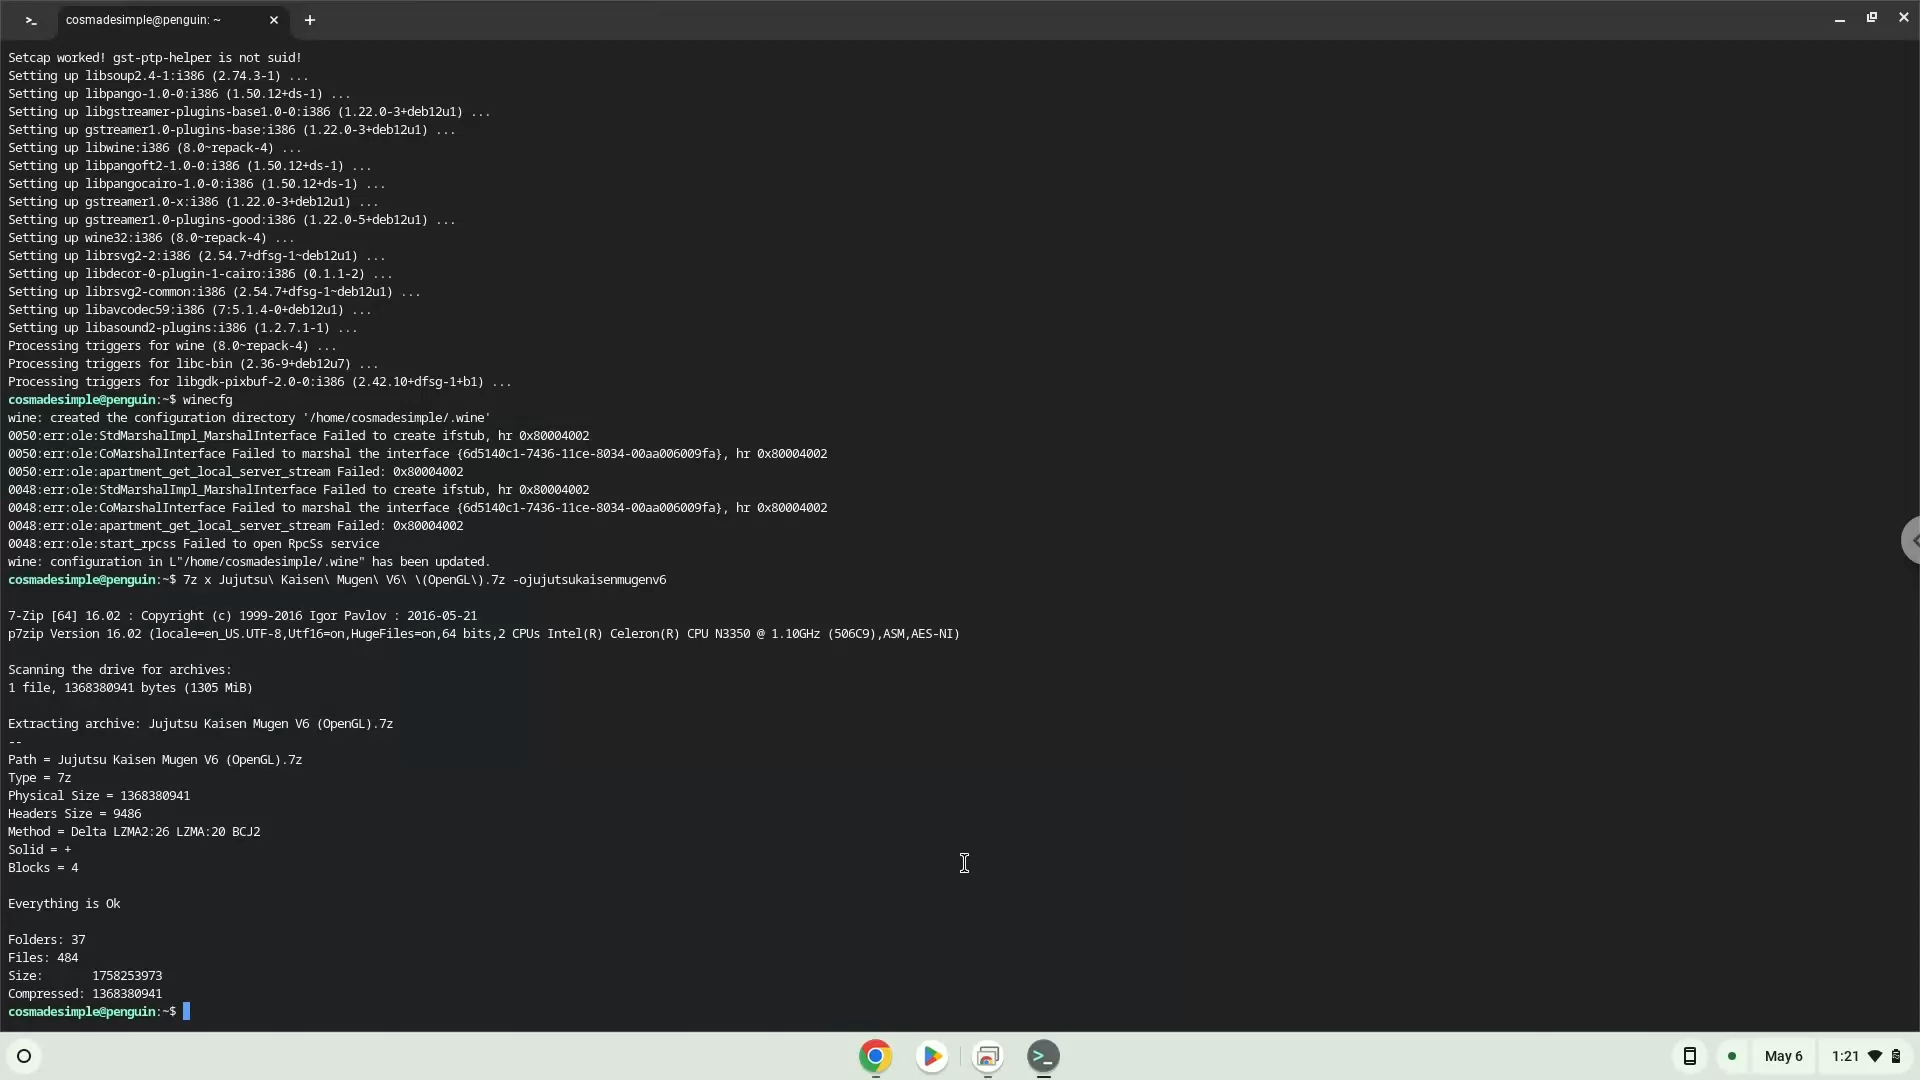 cosmadesimple@penguin: ~
Setcap worked! gst-ptp-helper is not suid!
Setting up libsoup2.4-1:i386 (2.74.3-1) ...
Setting up libpango-1.0-0:i386 (1.50.12+ds-1) ...
Setting up libgstreamer-plugins-base1.0-0:i386 (1.22.0-3+deb12u1) ...
Setting up gstreamer1.0-plugins-base:i386 (1.22.0-3+deb12u1) ...
Setting up libwine:i386 (8.0~repack-4) ...
Setting up libpangoft2-1.0-0:i386 (1.50.12+ds-1) ...
Setting up libpangocairo-1.0-0:i386 (1.50.12+ds-1) ...
Setting up gstreamer1.0-x:i386 (1.22.0-3+deb12u1) ...
Setting up gstreamer1.0-plugins-good:i386 (1.22.0-5+deb12u1) ...
Setting up wine32:i386 (8.0~repack-4) ...
Setting up librsvg2-2:i386 (2.54.7+dfsg-1~deb12u1) ...
Setting up libdecor-0-plugin-1-cairo:i386 (0.1.1-2) ...
Setting up librsvg2-common:i386 (2.54.7+dfsg-1~deb12u1) ...
Setting up libavcodec59:i386 (7:5.1.4-0+deb12u1) ...
Setting up libasound2-plugins:i386 (1.2.7.1-1) ...
Processing triggers for wine (8.0~repack-4) ...
Processing triggers for libc-bin (2.36-9+deb12u7) ...
Processing triggers for libgdk-pixbuf-2.0-0:i386 (2.42.10+dfsg-1+b1) ...
cosmadesimple@penguin:~$ winecfg
wine: created the configuration directory '/home/cosmadesimple/.wine'
0050:err:ole:StdMarshalImpl_MarshalInterface Failed to create ifstub, hr 0x80004002
0050:err:ole:CoMarshalInterface Failed to marshal the interface {6d5140c1-7436-11ce-8034-00aa006009fa}, hr 0x80004002
0050:err:ole:apartment_get_local_server_stream Failed: 0x80004002
0048:err:ole:StdMarshalImpl_MarshalInterface Failed to create ifstub, hr 0x80004002
0048:err:ole:CoMarshalInterface Failed to marshal the interface {6d5140c1-7436-11ce-8034-00aa006009fa}, hr 0x80004002
0048:err:ole:apartment_get_local_server_stream Failed: 0x80004002
0048:err:ole:start_rpcss Failed to open RpcSs service
wine: configuration in L"/home/cosmadesimple/.wine" has been updated.
cosmadesimple@penguin:~$ 7z x Jujutsu\ Kaisen\ Mugen\ V6\ \(OpenGL\).7z -ojujutsukaisenmugenv6
7-Zip [64] 16.02 : Copyright (c) 1999-2016 Igor Pavlov : 2016-05-21
p7zip Version 16.02 (locale=en_US.UTF-8,Utf16=on,HugeFiles=on,64 bits,2 CPUs Intel(R) Celeron(R) CPU N3350 @ 1.10GHz (506C9),ASM,AES-NI)
Scanning the drive for archives:
1 file, 1368380941 bytes (1305 MiB)
Extracting archive: Jujutsu Kaisen Mugen V6 (OpenGL).7z
--
Path = Jujutsu Kaisen Mugen V6 (OpenGL).7z
Type = 7z
Physical Size = 1368380941
Headers Size = 9486
Method = Delta LZMA2:26 LZMA:20 BCJ2
Solid = +
Blocks = 4
Everything is Ok
Folders: 37
Files: 484
Size:       1758253973
Compressed: 1368380941
cosmadesimple@penguin:~$
May 6
1:21